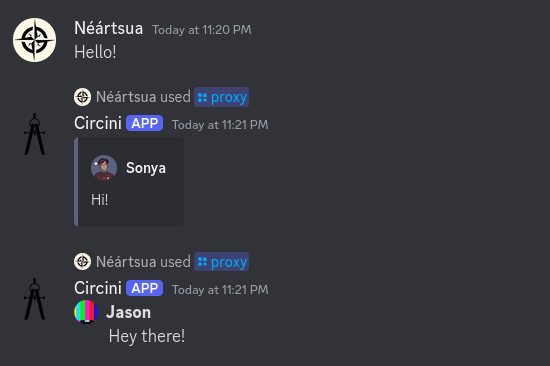 Néártsua Today at 11:20 PM
Hello!
Néártsua used proxy
Circini APP Today at 11:21 PM
Sonya
Hi!
Néártsua used proxy
Circini APP Today at 11:21 PM
Jason
Hey there!